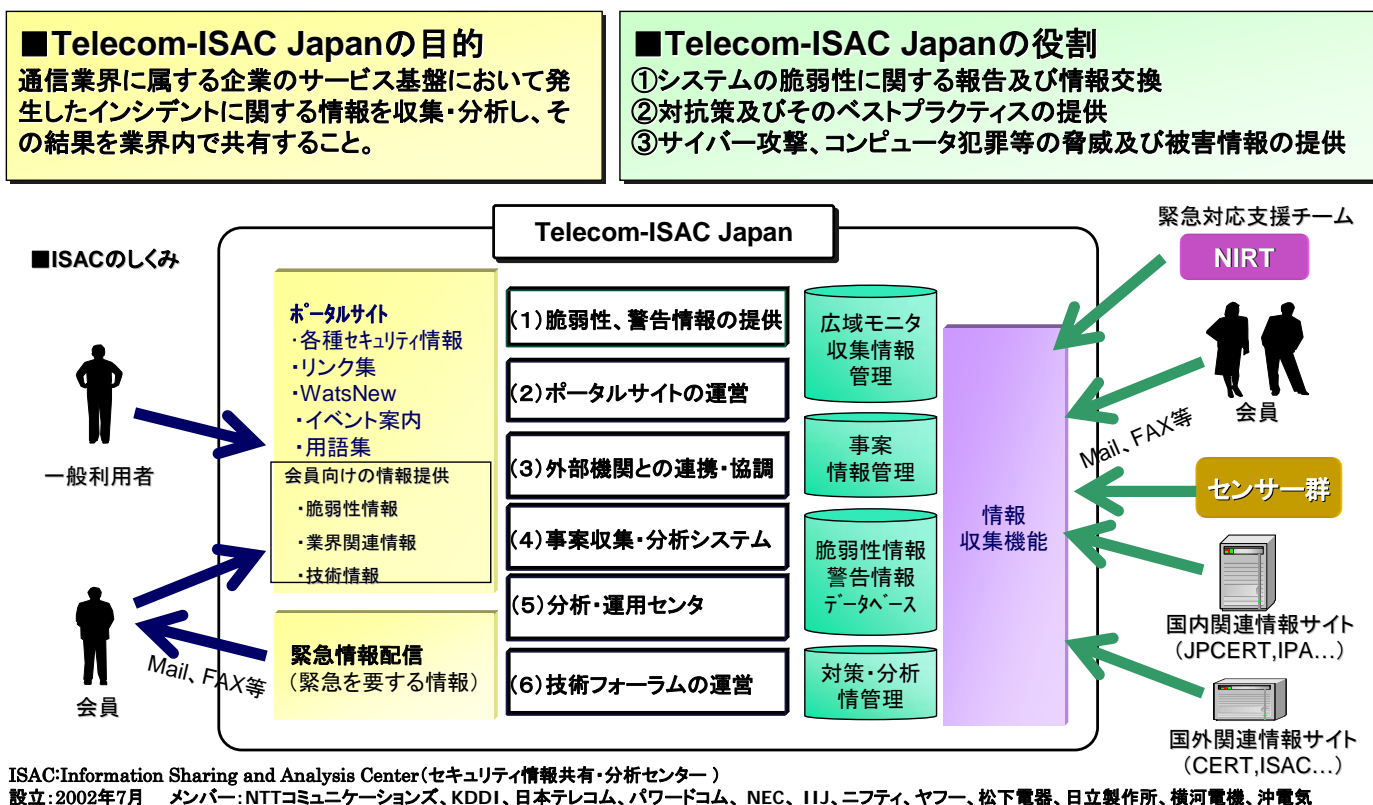 ■Telecom-ISAC Japanの目的
通信業界に属する企業のサービス基盤において発
生したインシデントに関する情報を収集・分析し、そ
の結果を業界内で共有すること。
■Telecom-ISAC Japanの役割
①システムの脆弱性に関する報告及び情報交換
②対抗策及びそのベストプラクティスの提供
③サイバー攻撃、コンピュータ犯罪等の脅威及び被害情報の提供
■ISACのしくみ
Telecom-ISAC Japan
一般利用者
会員
Mail、FAX等
ポータルサイト
・各種セキュリティ情報
・リンク集
・WatsNew
・イベント案内
・用語集
会員向けの情報提供
・脆弱性情報
・業界関連情報
・技術情報
緊急情報配信
（緊急を要する情報）
（1）脆弱性、警告情報の提供
（2）ポータルサイトの運営
（3）外部機関との連携・協調
（4）事案収集・分析システム
（5）分析・運用センタ
（6）技術フォーラムの運営
広域モニタ
収集情報
管理
事案
情報管理
脆弱性情報
警告情報
データベース
対策・分析
情管理
情報
収集機能
緊急対応支援チーム
NIRT
会員
Mail、FAX等
センサー群
国内関連情報サイト
（JPCERT,IPA…）
国外関連情報サイト
（CERT,ISAC…）
ISAC:Information Sharing and Analysis Center（セキュリティ情報共有・分析センター ）
設立：2002年7月 メンバー：NTTコミュニケーションズ、KDDI、日本テレコム、パワードコム、 NEC、 IIJ、ニフティ、ヤフー、松下電器、日立製作所、横河電機、沖電気